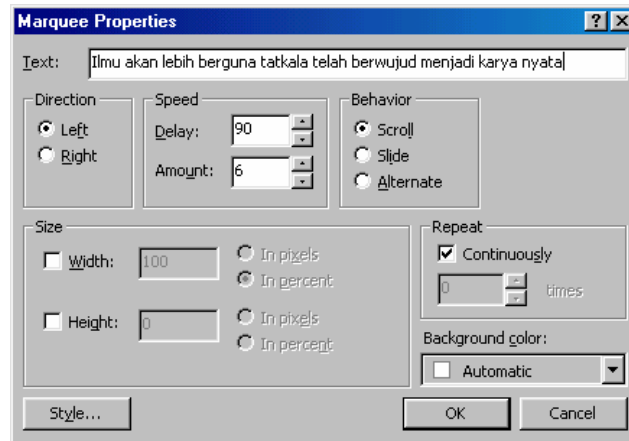 Marquee Properties
Text: Ilmu akan lebih berguna tatkala telah berwujud menjadi karya nyata
Direction
Left
Right
Speed
Delay: 90
Amount: 6
Behavior
Scroll
Slide
Alternate
Size
Width: 100
In pixels
In percent
Height: 0
In pixels
In percent
Repeat
Continuously
0 times
Background color:
Automatic
Style... OK Cancel